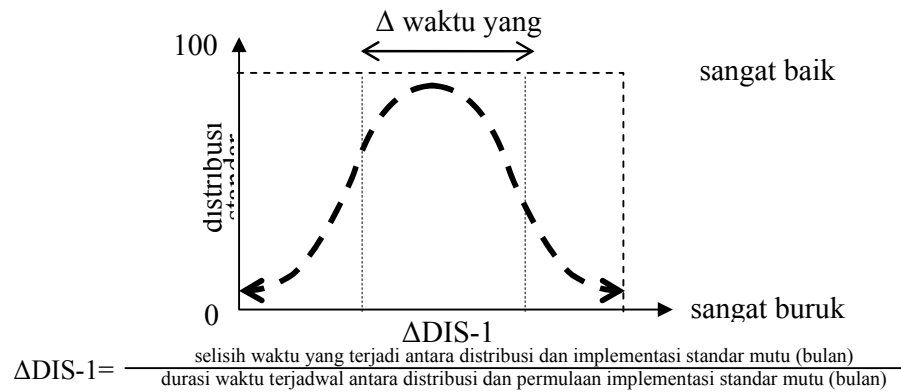 Δ waktu yang
100
sangat baik
distribusi
0
sangat buruk
ΔDIS-1
ΔDIS-1= selisih waktu yang terjadi antara distribusi dan implementasi standar mutu (bulan)
durasi waktu terjadwal antara distribusi dan permulaan implementasi standar mutu (bulan)